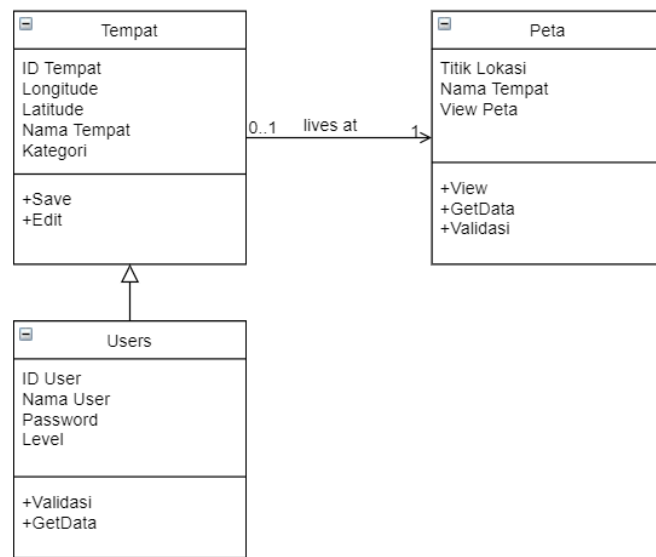 Tempat
ID Tempat
Longitude
Latitude
Nama Tempat
Kategori
+Save
+Edit
0..1
lives at
1
Peta
Titik Lokasi
Nama Tempat
View Peta
+View
+GetData
+Validasi
Users
ID User
Nama User
Password
Level
+Validasi
+GetData